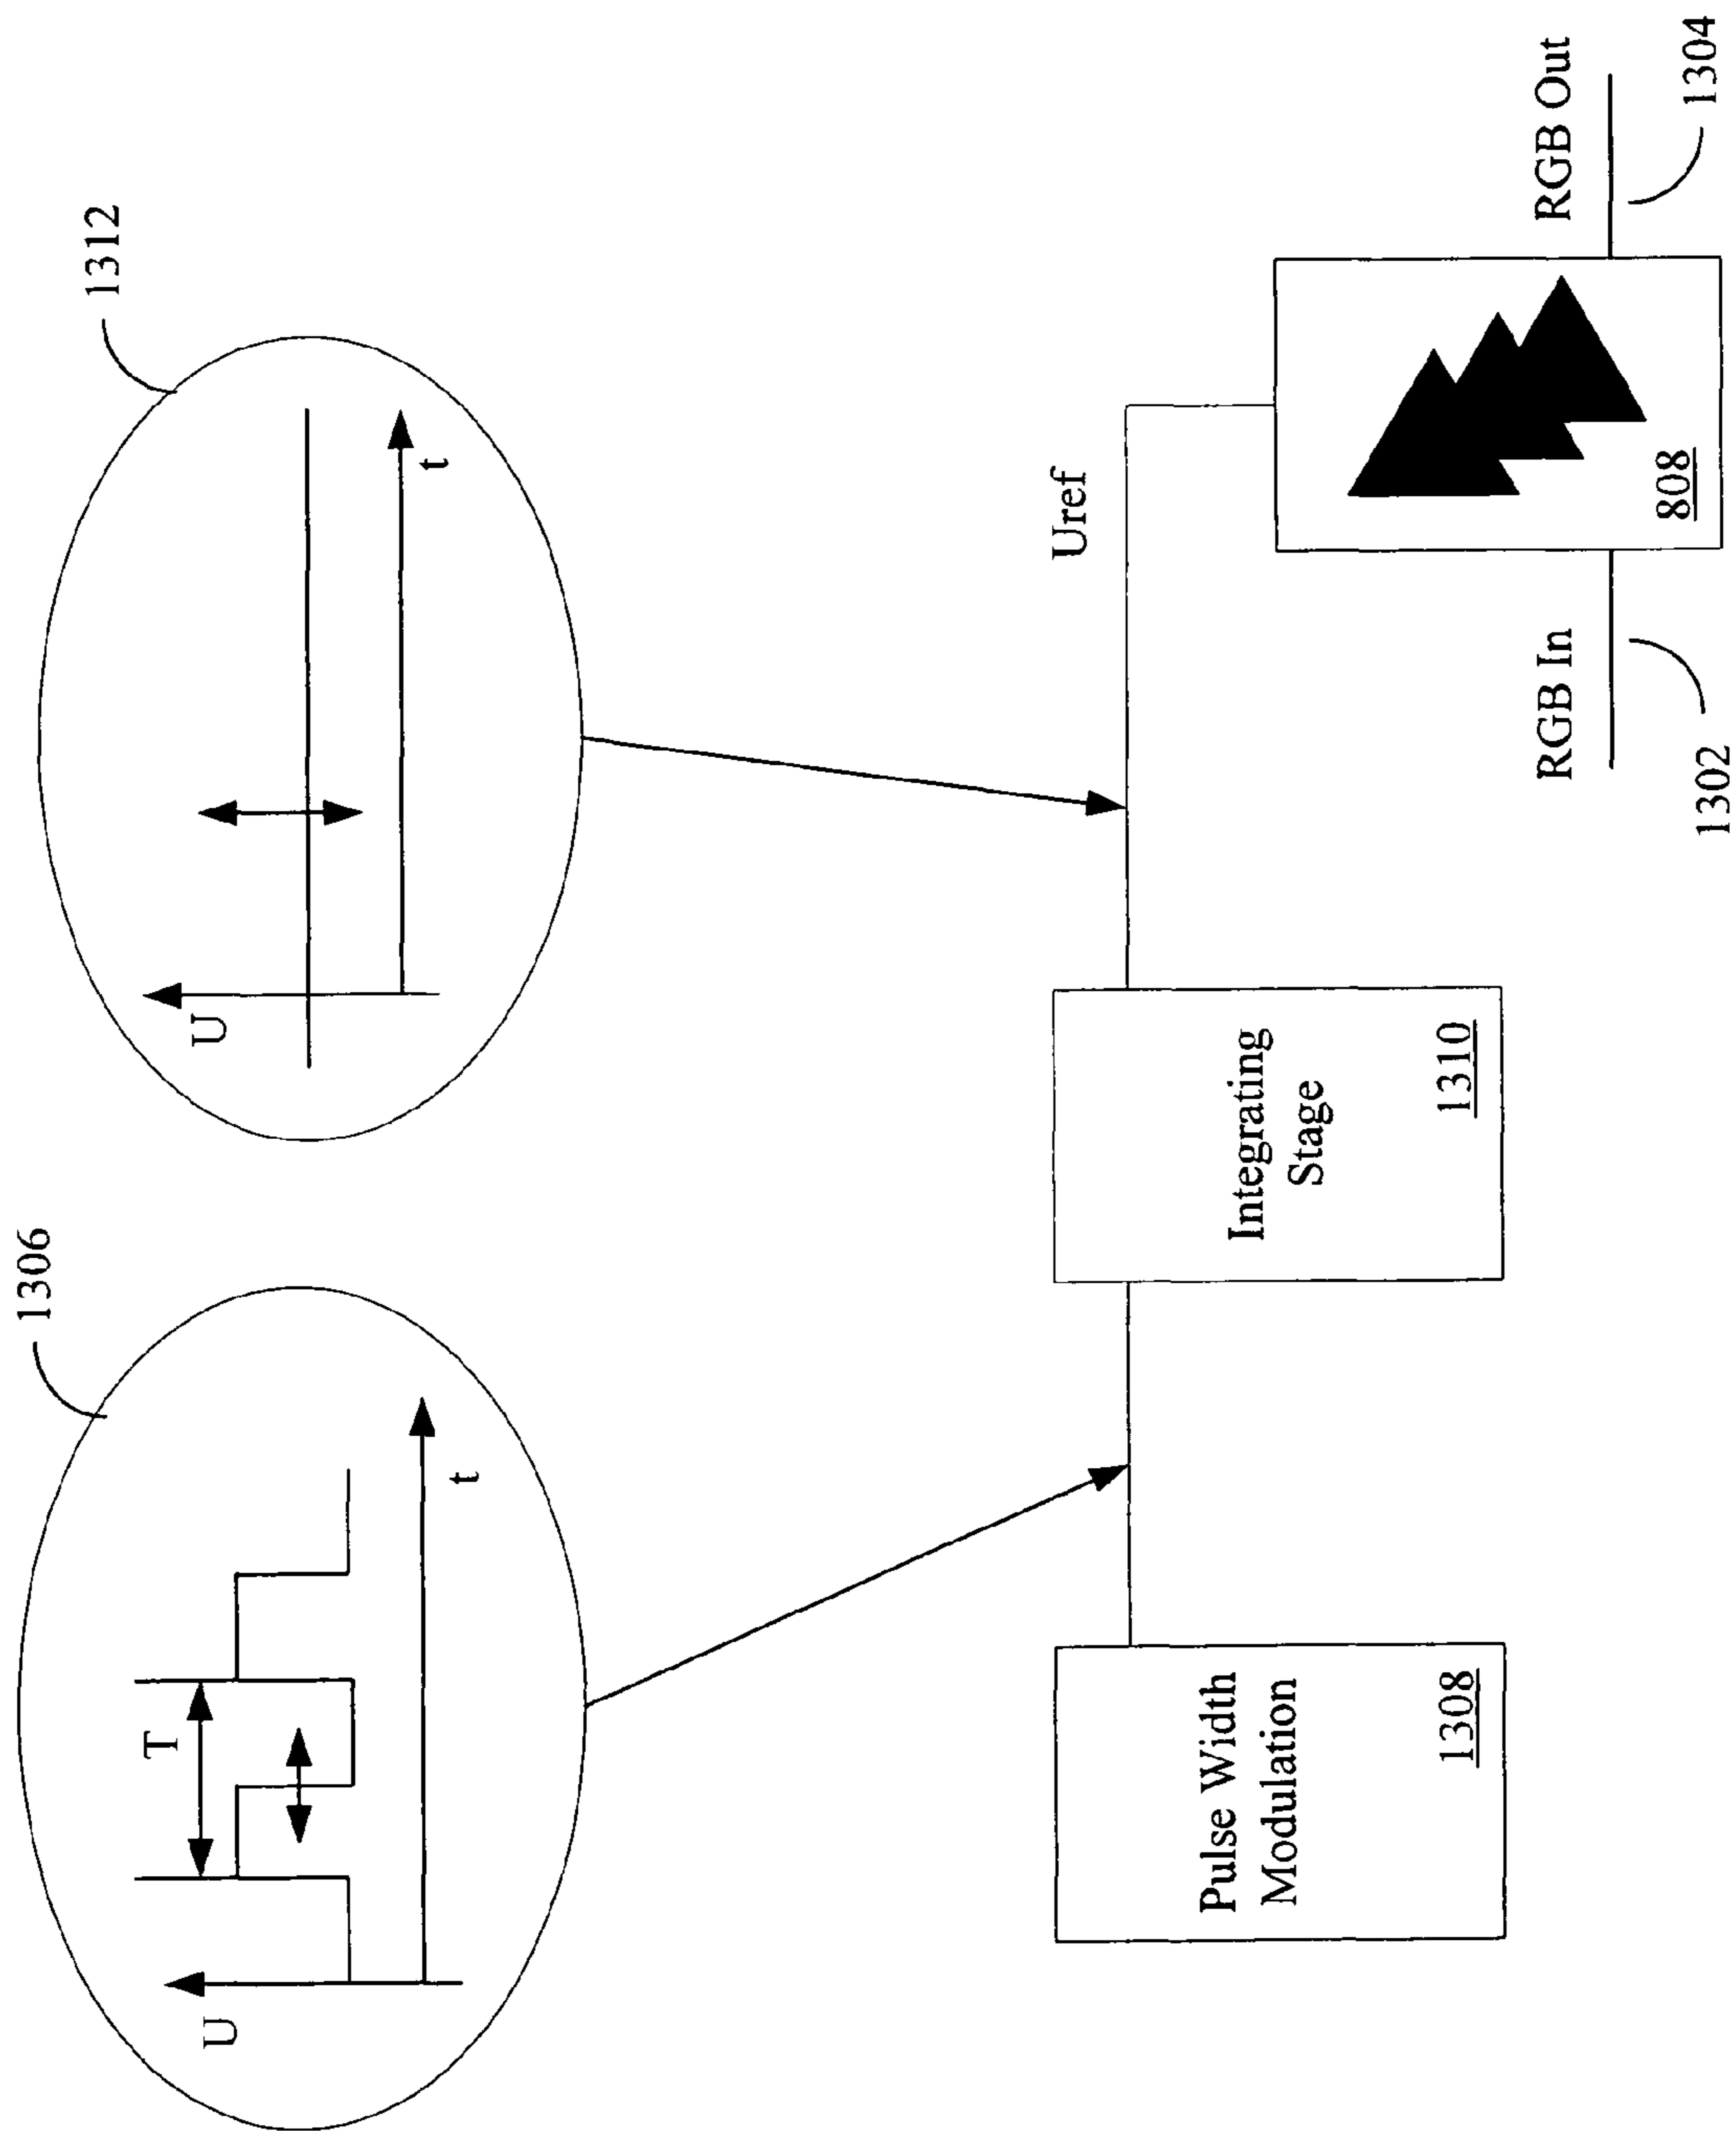 1306
U
T
t
1312
U
t
Pulse Width
Modulation
1308
Integrating
Stage
1310
Uref
RGB In
1302
808
RGB Out
1304